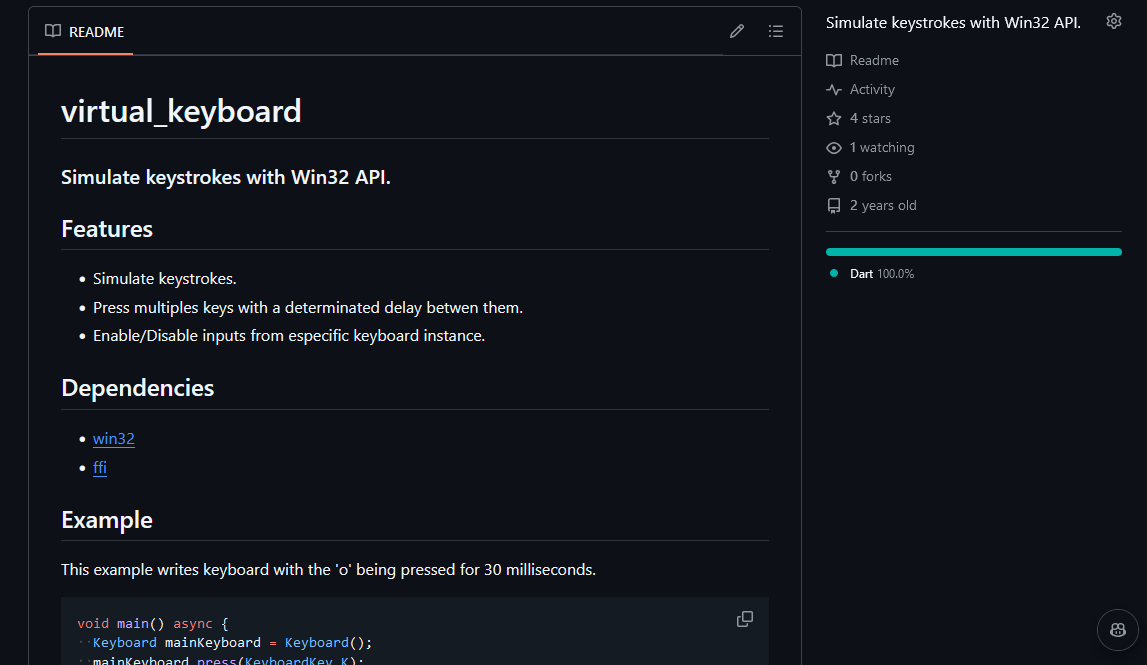 README
virtual_keyboard
Simulate keystrokes with Win32 API.
Features
Simulate keystrokes.
Press multiples keys with a determinated delay betwen them.
Enable/Disable inputs from especific keyboard instance.
Dependencies
win32
ffi
Example
This example writes keyboard with the 'o' being pressed for 30 milliseconds.
void main() async {
Keyboard mainKeyboard = Keyboard();
mainKeyboard.press(KeyboardKey.K);
Simulate keystrokes with Win32 API.
Readme
Activity
4 stars
1 watching
0 forks
2 years old
Dart 100.0%